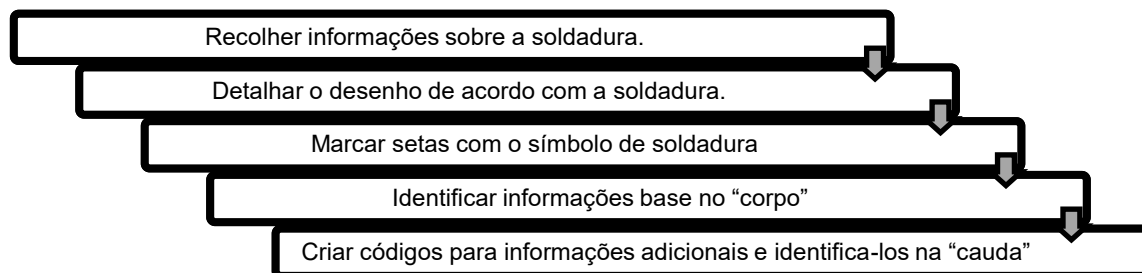 Recolher informações sobre a soldadura.
Detalhar o desenho de acordo com a soldadura.
Marcar setas com o símbolo de soldadura
Identificar informações base no “corpo”
Criar códigos para informações adicionais e identifica-los na “cauda”